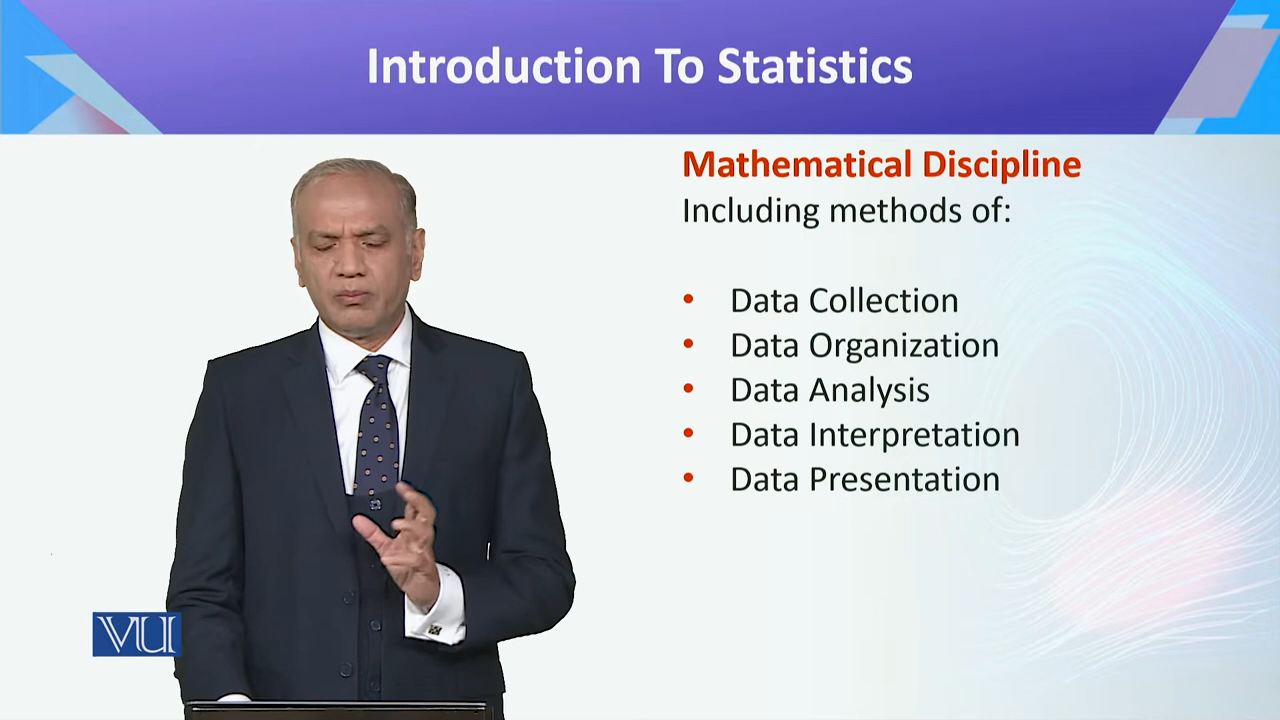 Introduction To Statistics
Mathematical Discipline
Including methods of:
• Data Collection
• Data Organization
• Data Analysis
• Data Interpretation
• Data Presentation
VU